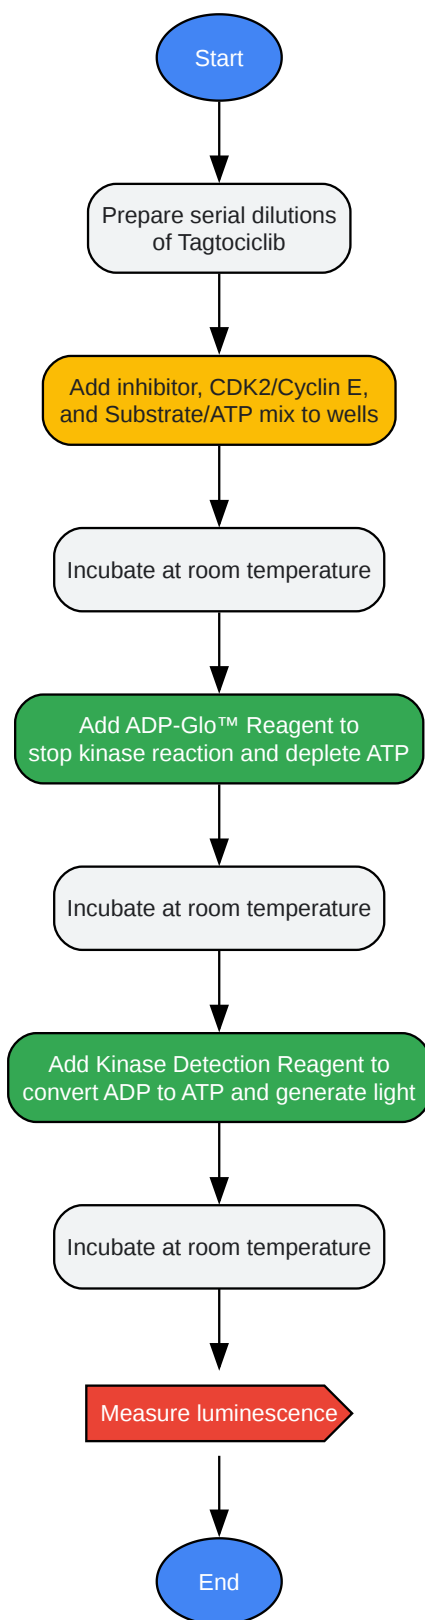 Start
Prepare serial dilutions
of Tagtociclib
Add inhibitor, CDK2/Cyclin E,
and Substrate/ATP mix to wells
Incubate at room temperature
Add ADP-Glo™ Reagent to
stop kinase reaction and deplete ATP
Incubate at room temperature
Add Kinase Detection Reagent to
convert ADP to ATP and generate light
Incubate at room temperature
Measure luminescence
End